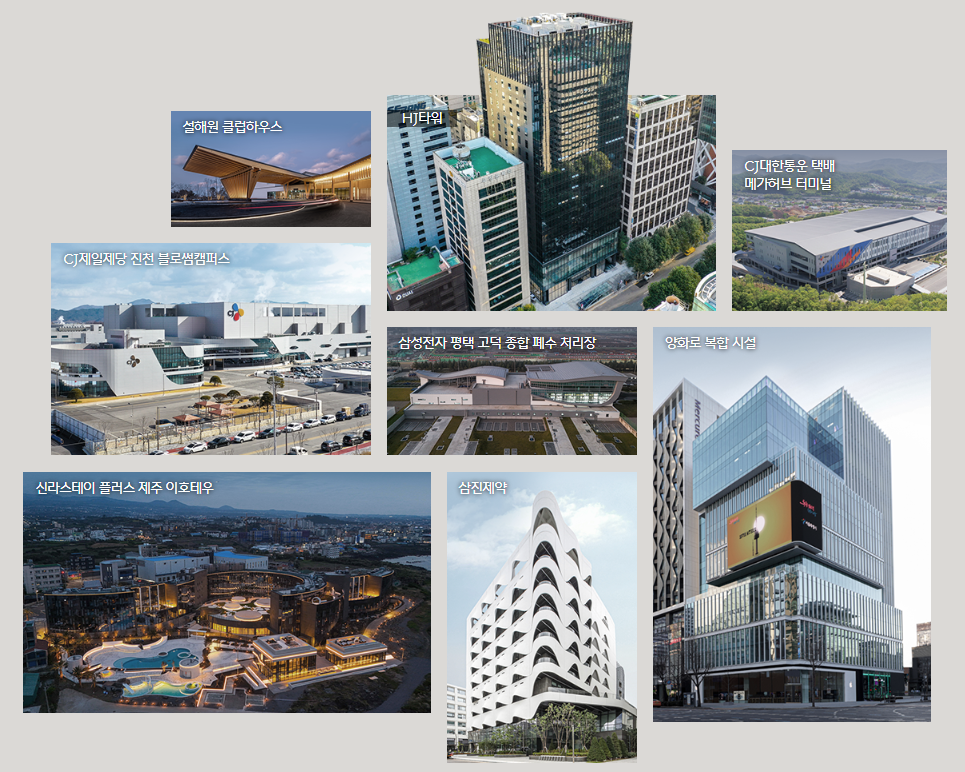 설해원 클럽하우스
HJ타워
CJ대한통운 택배
메가허브 터미널
CJ제일제당 진천 블로썸캠퍼스
삼성전자 평택 고덕 종합 폐수 처리장
양화로 복합 시설
Mercure
신라스테이 플러스 제주 이호테우
삼진제약